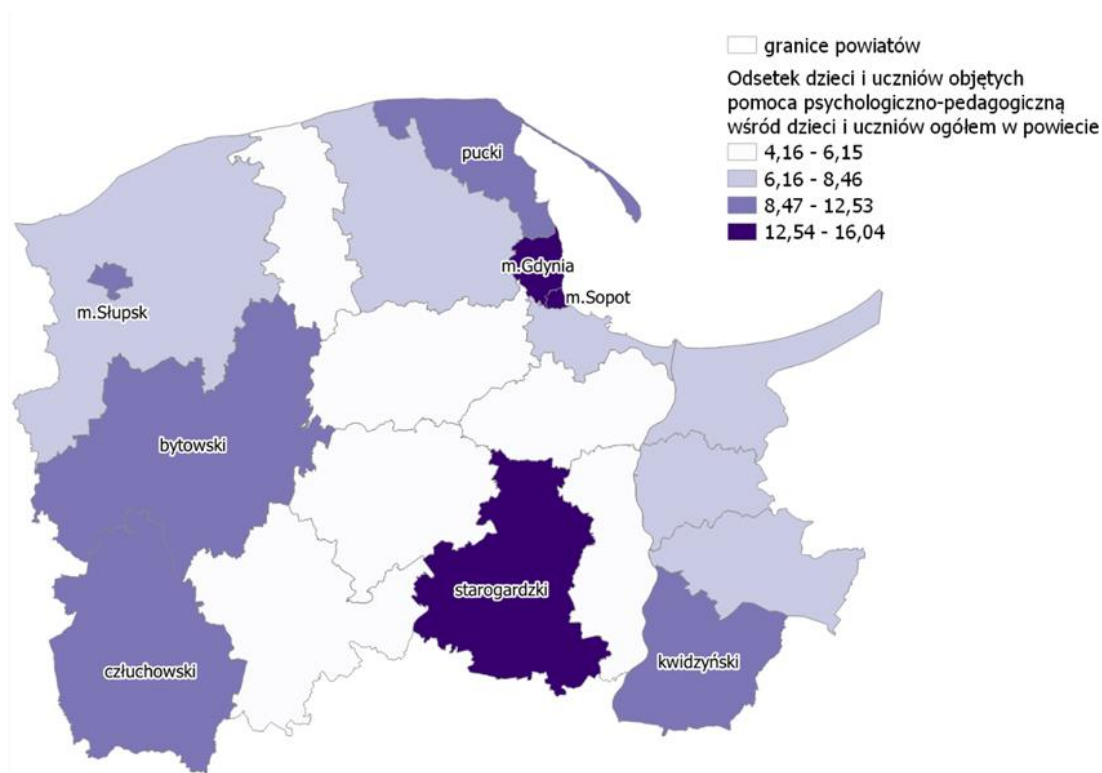 granice powiatów
Odsetek dzieci i uczniów objętych
pomoca psychologiczno-pedagogiczną
wśród dzieci i uczniów ogółem w powiecie
4,16 - 6,15
6,16 - 8,46
8,47 - 12,53
12,54 - 16,04
pucki
m.Gdynia
m.Sopot
m.Słupsk
bytowski
starogardzki
człuchowski
kwidzyński